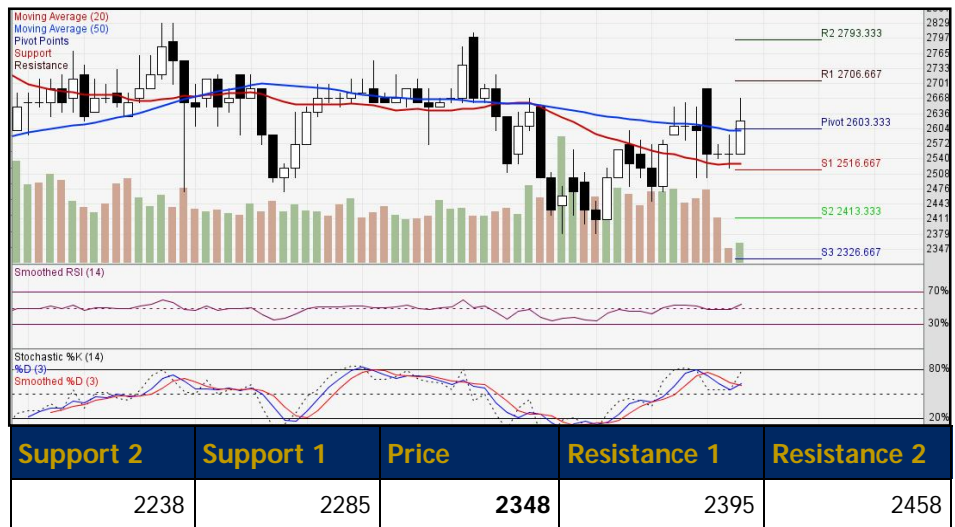 Moving Average (20)
Moving Average (50)
Pivot Points
Support
Resistance
2829
2797
2765
2733
2701
2668
2636
2604
2572
2540
2508
2476
2443
2411
2379
2347
R2 2793.333
R1 2706.667
Pivot 2603.333
S1 2516.667
S2 2413.333
S3 2326.667
Smoothed RSI (14)
70%
30%
Stochastic %K (14)
%D (3)
Smoothed %D (3)
80%
20%
Support 2 Support 1 Price Resistance 1 Resistance 2
2238 2285 2348 2395 2458